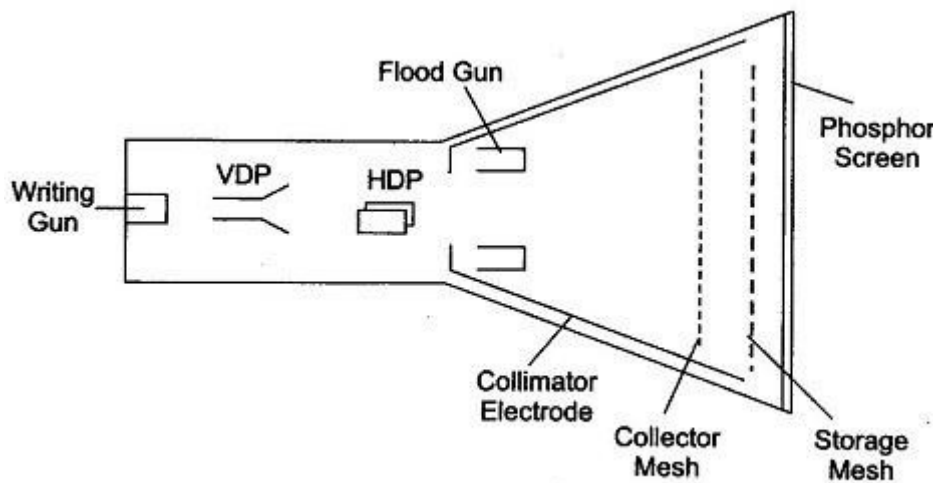 Flood Gun
Phosphor
Screen
VDP
HDP
Writing
Gun
Collimator
Electrode
Collector
Mesh
Storage
Mesh